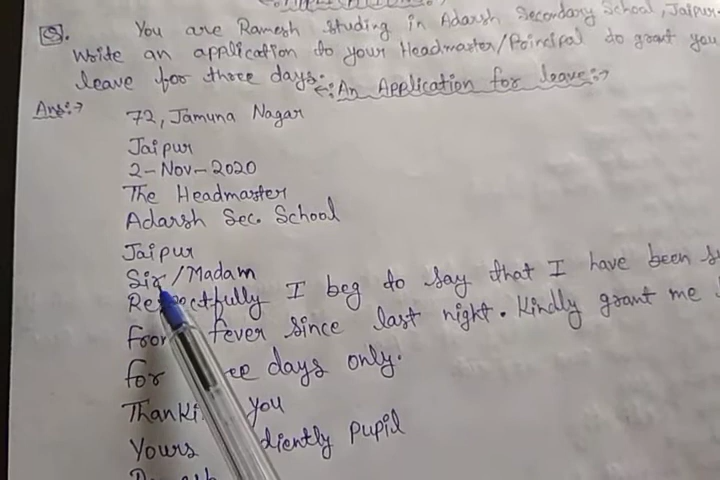 Q. You are Ramesh studing in Adarsh Secondary School, Jaipur.
Write an application to your Headmaster/Principal to grant you
leave for three days.
An Application for leave:→
Ans:→
72, Jamuna Nagar
Jaipur
2-Nov-2020
The Headmaster
Adarsh Sec. School
Jaipur
Sir/Madam
Respectfully I beg to say that I have been
from fever since last night. Kindly grant me
for days only.
you
Yours Pupil